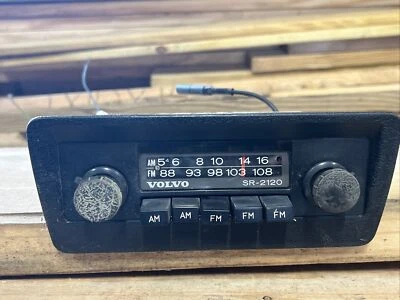 AM 5 6 8 10 14 16
FM 88 93 98 103 108
VOLVO SR-2120
AM AM FM FM FM